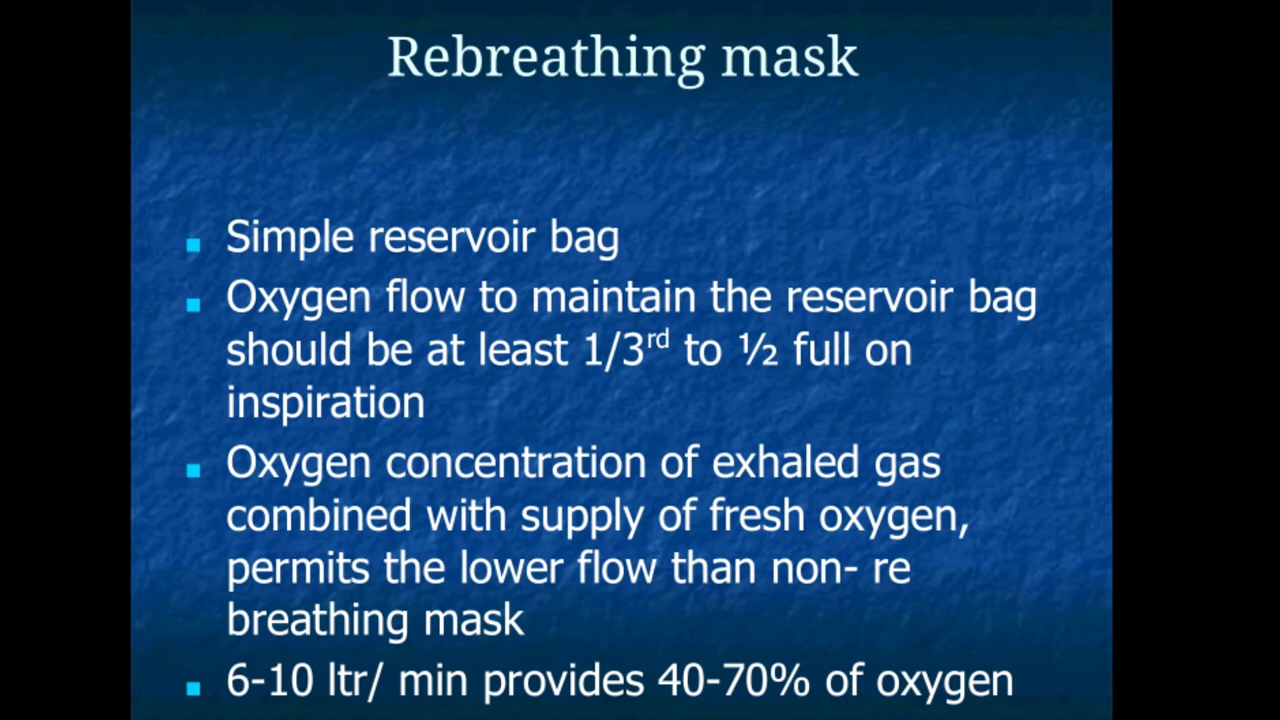 Rebreathing mask
▪ Simple reservoir bag
▪ Oxygen flow to maintain the reservoir bag
should be at least 1/3rd to ½ full on
inspiration
▪ Oxygen concentration of exhaled gas
combined with supply of fresh oxygen,
permits the lower flow than non- re
breathing mask
▪ 6-10 ltr/ min provides 40-70% of oxygen